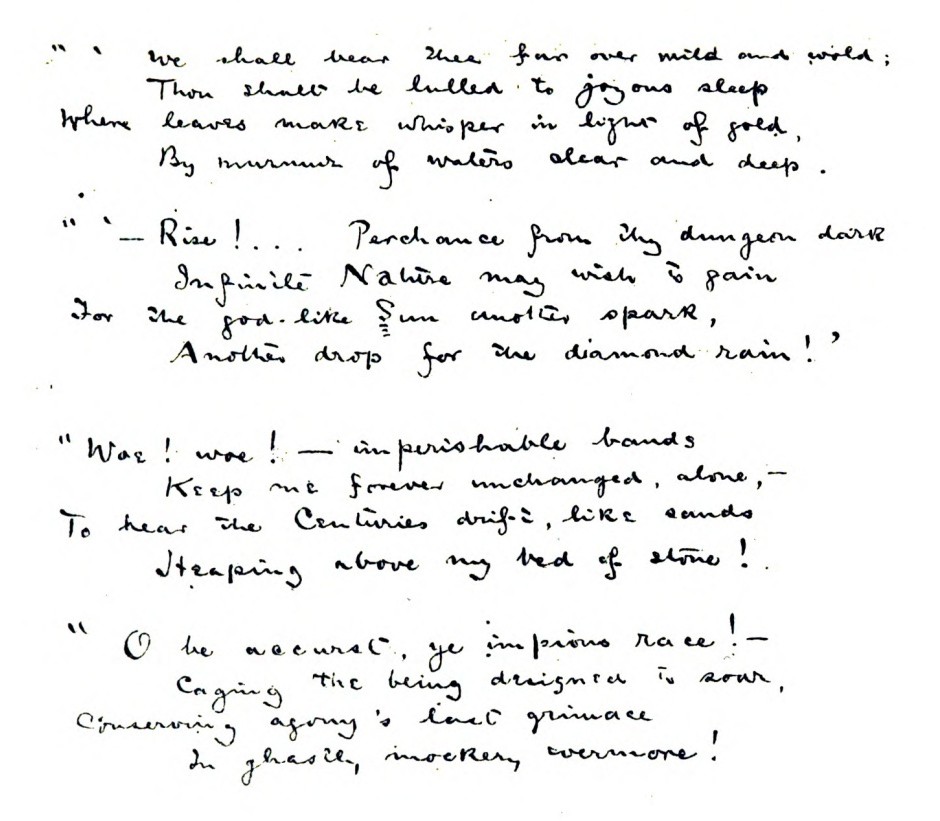 " ' We shall bear thee far over mild and wold;
Thou shalt be lulled to joyous sleep
Where leaves make whisper in light of gold,
By murmur of waters clear and deep.
" ' — Rise!... Perchance from thy dungeon dark
Infinite Nature may wish to gain
For the god-like Sun another spark,
Another drop for the diamond rain!'
"Woe! woe! — imperishable bands
Keep me forever unchanged, alone, —
To hear the Centuries drift, like sands
Heaping above my bed of stone!
" O be accurst, ye impious race! —
Caging the being designed to soar,
Conserving agony's last grimace
In ghastly mockery evermore!